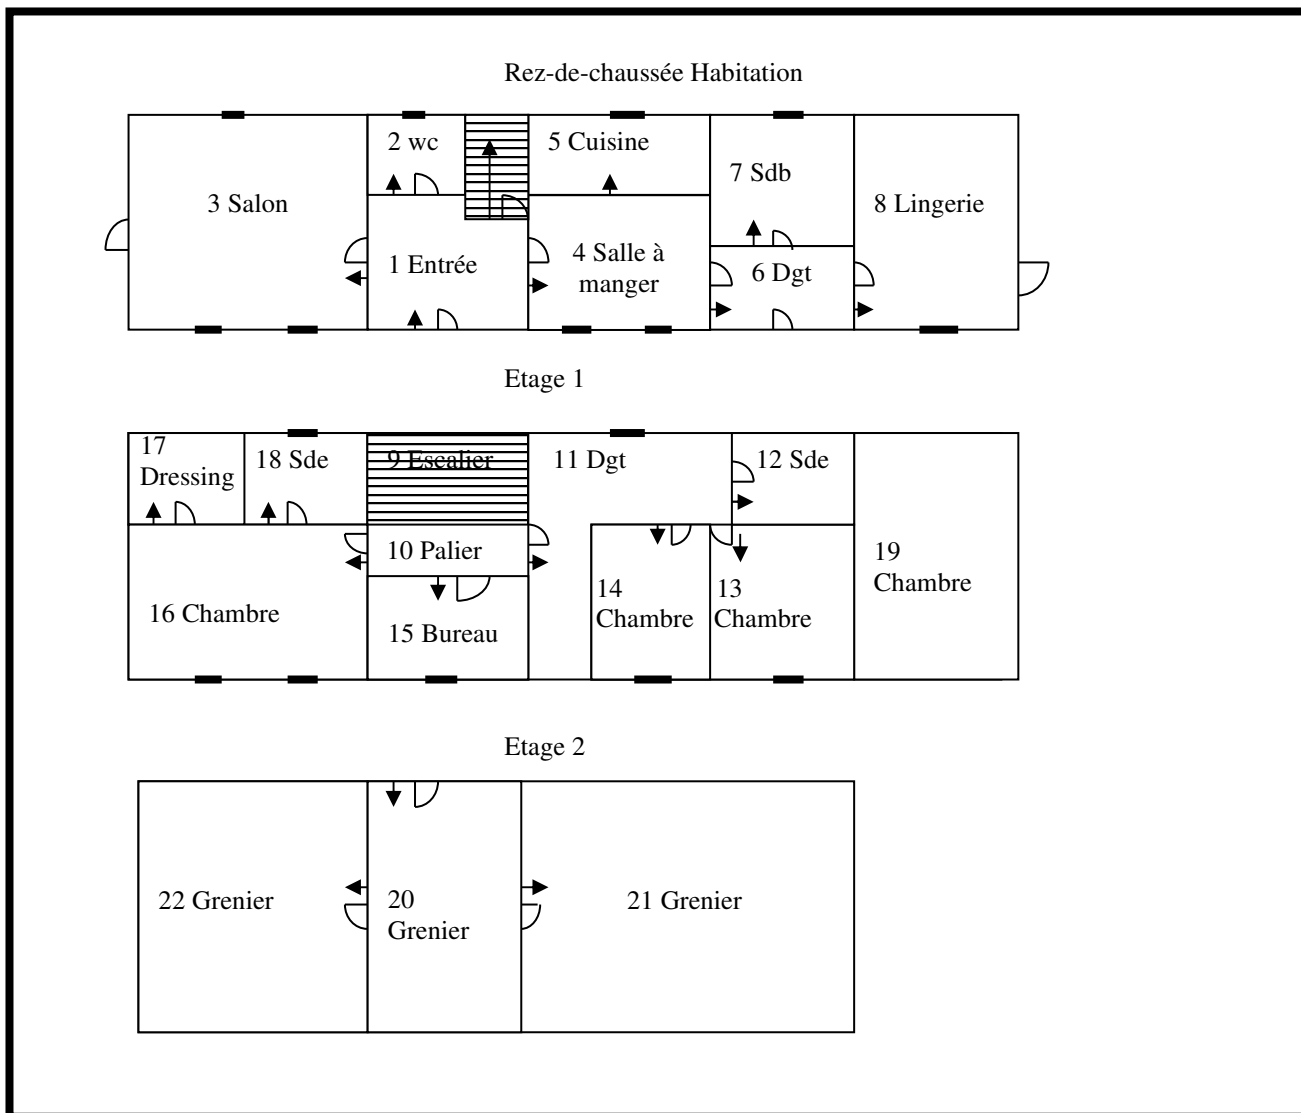 Rez-de-chaussée Habitation
2 wc
5 Cuisine
7 Sdb
3 Salon
8 Lingerie
1 Entrée
4 Salle à
manger
6 Dgt
Etage 1
17
Dressing
18 Sde
9 Escalier
11 Dgt
12 Sde
10 Palier
19
Chambre
16 Chambre
15 Bureau
14
Chambre
13
Chambre
Etage 2
22 Grenier
20
Grenier
21 Grenier